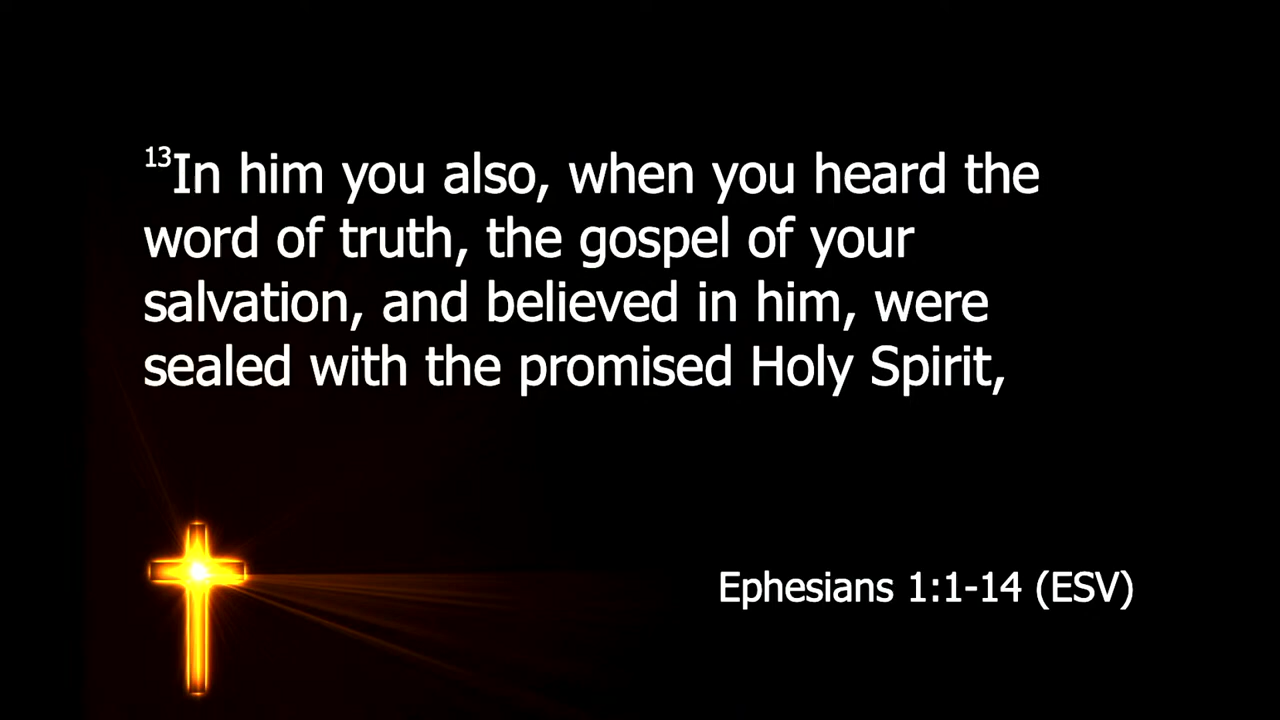 ¹³In him you also, when you heard the
word of truth, the gospel of your
salvation, and believed in him, were
sealed with the promised Holy Spirit,
Ephesians 1:1-14 (ESV)